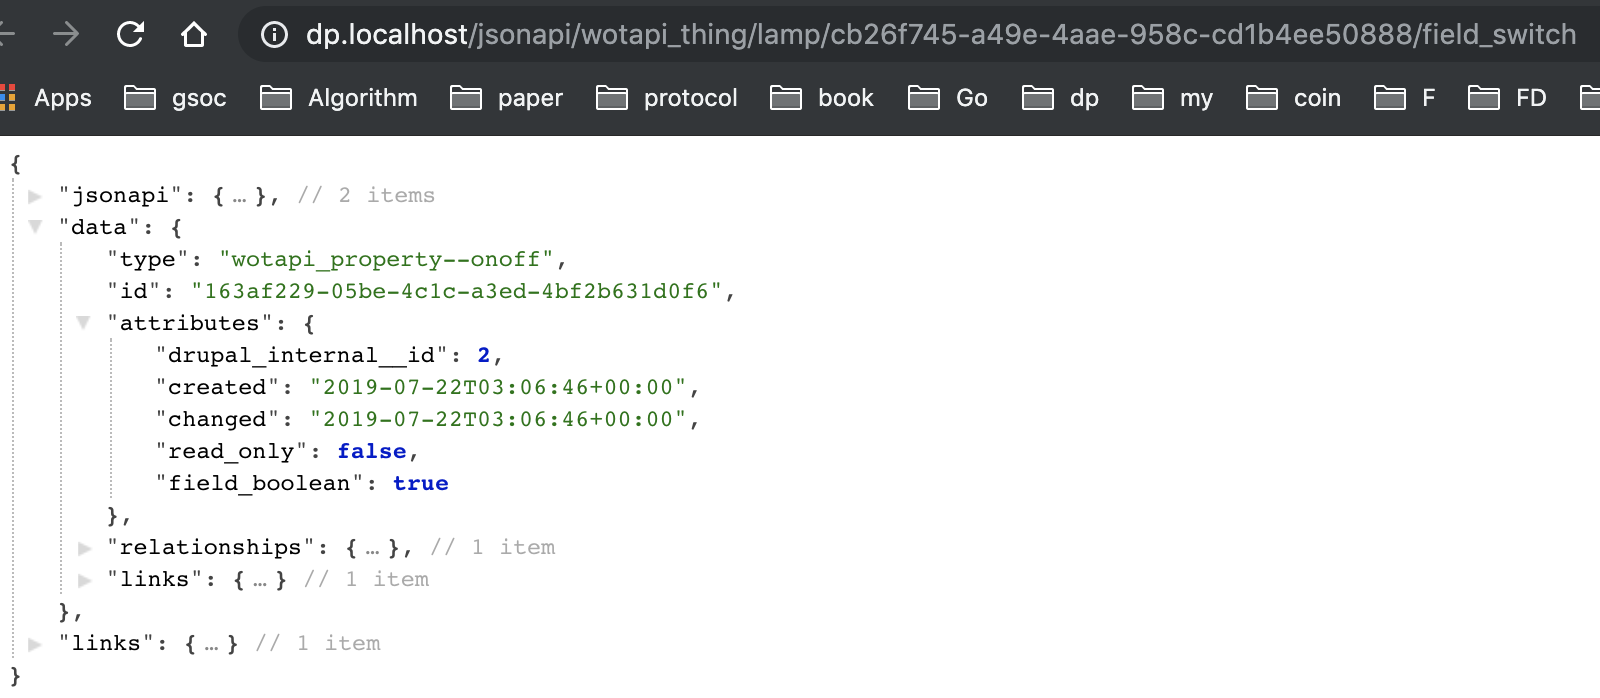 dp.localhost/jsonapi/wotapi_thing/lamp/cb26f745-a49e-4aae-958c-cd1b4ee50888/field_switch
Apps gsoc Algorithm paper protocol book Go dp my coin F FD
{
"jsonapi": { … }, // 2 items
"data": {
"type": "wotapi_property--onoff",
"id": "163af229-05be-4c1c-a3ed-4bf2b631d0f6",
"attributes": {
"drupal_internal__id": 2,
"created": "2019-07-22T03:06:46+00:00",
"changed": "2019-07-22T03:06:46+00:00",
"read_only": false,
"field_boolean": true
},
"relationships": { … }, // 1 item
"links": { … } // 1 item
},
"links": { … } // 1 item
}